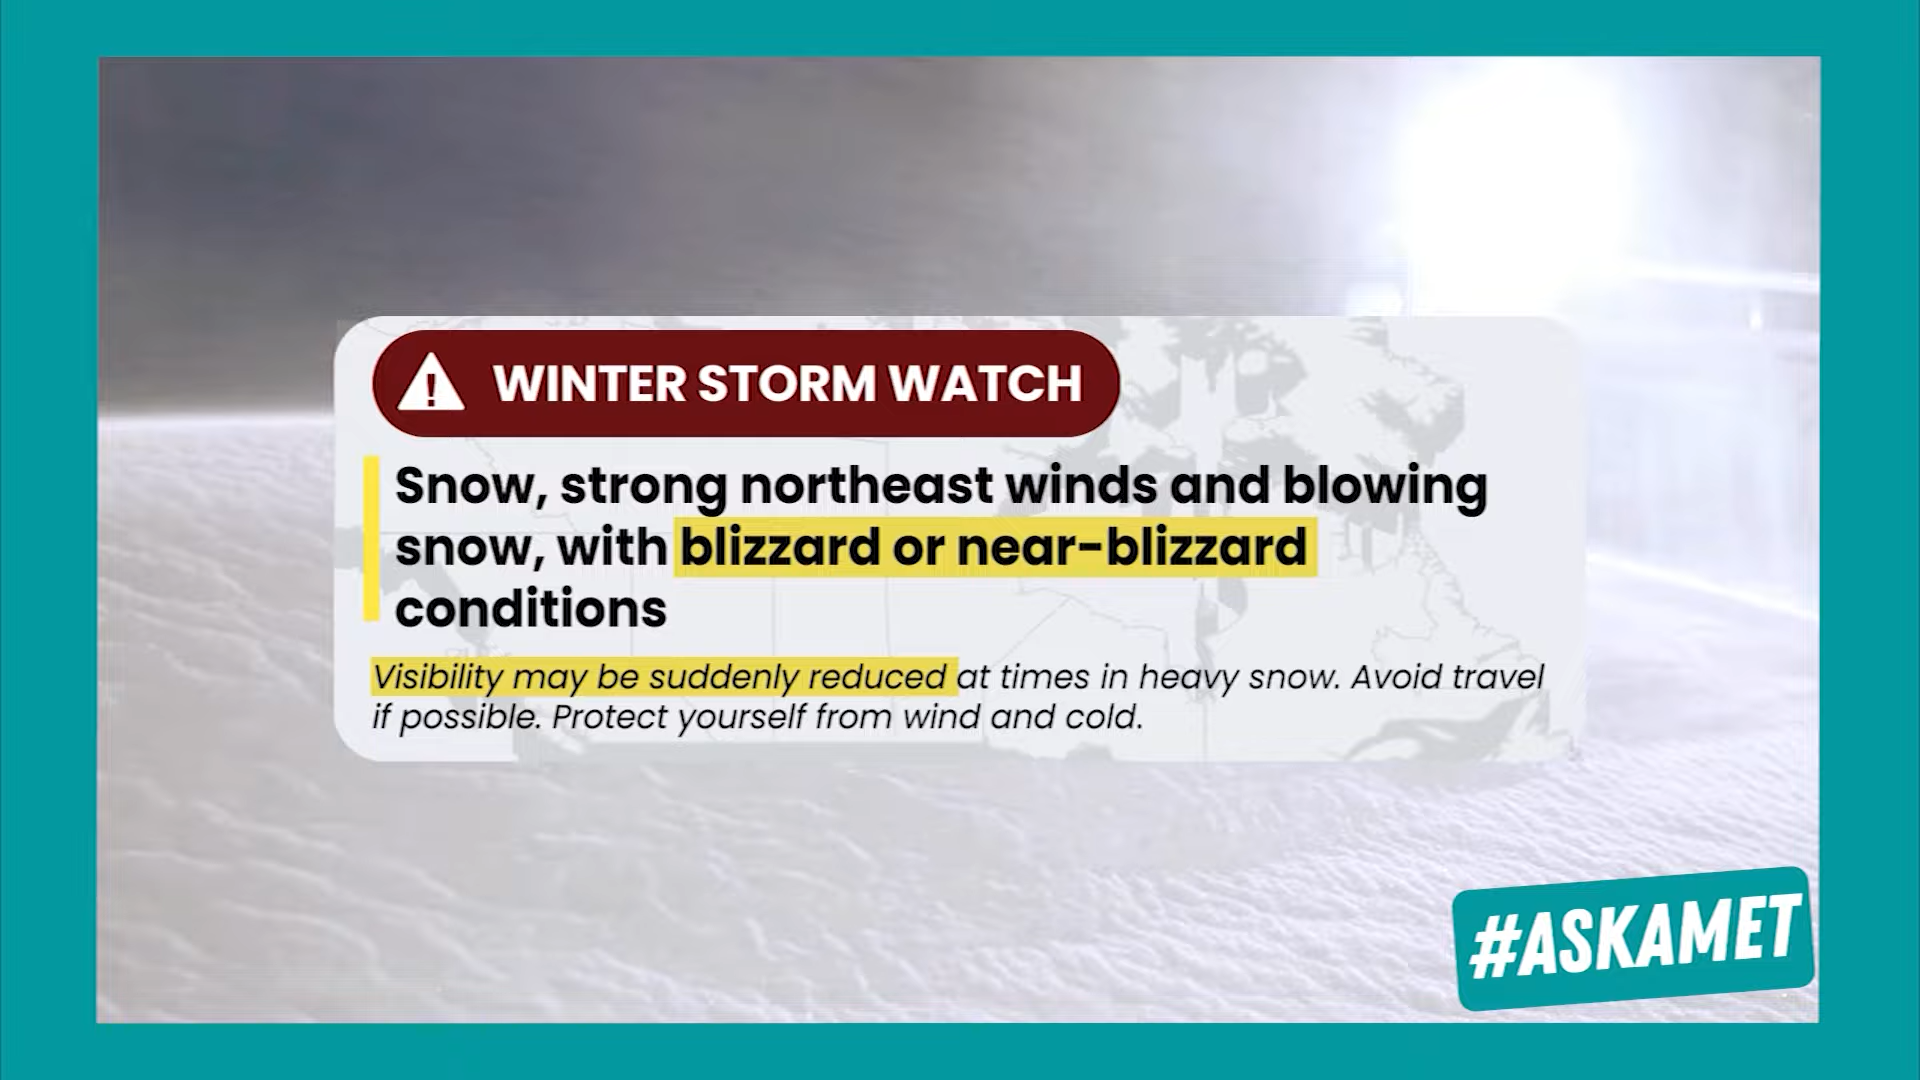 WINTER STORM WATCH
Snow, strong northeast winds and blowing
snow, with blizzard or near-blizzard
conditions
Visibility may be suddenly reduced at times in heavy snow. Avoid travel
if possible. Protect yourself from wind and cold.
#ASKAMET